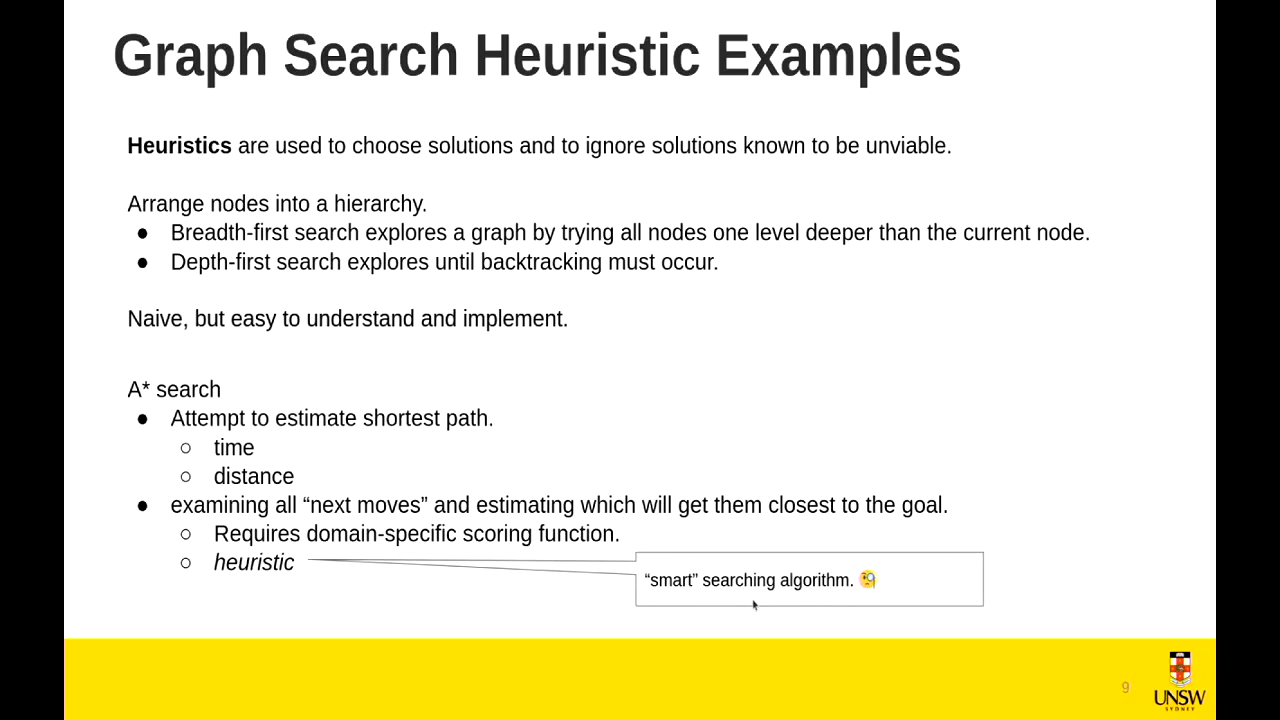 Graph Search Heuristic Examples
Heuristics are used to choose solutions and to ignore solutions known to be unviable.
Arrange nodes into a hierarchy.
● Breadth-first search explores a graph by trying all nodes one level deeper than the current node.
● Depth-first search explores until backtracking must occur.
Naive, but easy to understand and implement.
A* search
● Attempt to estimate shortest path.
○ time
○ distance
● examining all “next moves” and estimating which will get them closest to the goal.
○ Requires domain-specific scoring function.
○ heuristic
“smart” searching algorithm. 🧐
9
UNSW
SYDNEY